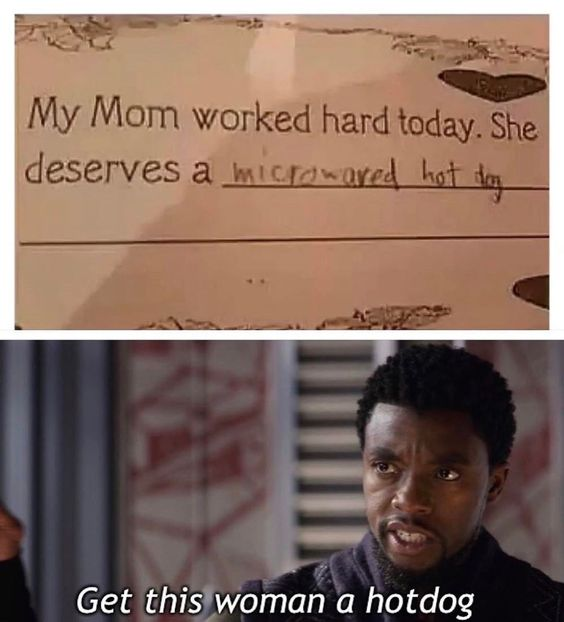 My Mom worked hard today. She
deserves a microwaved hot dog
Get this woman a hotdog